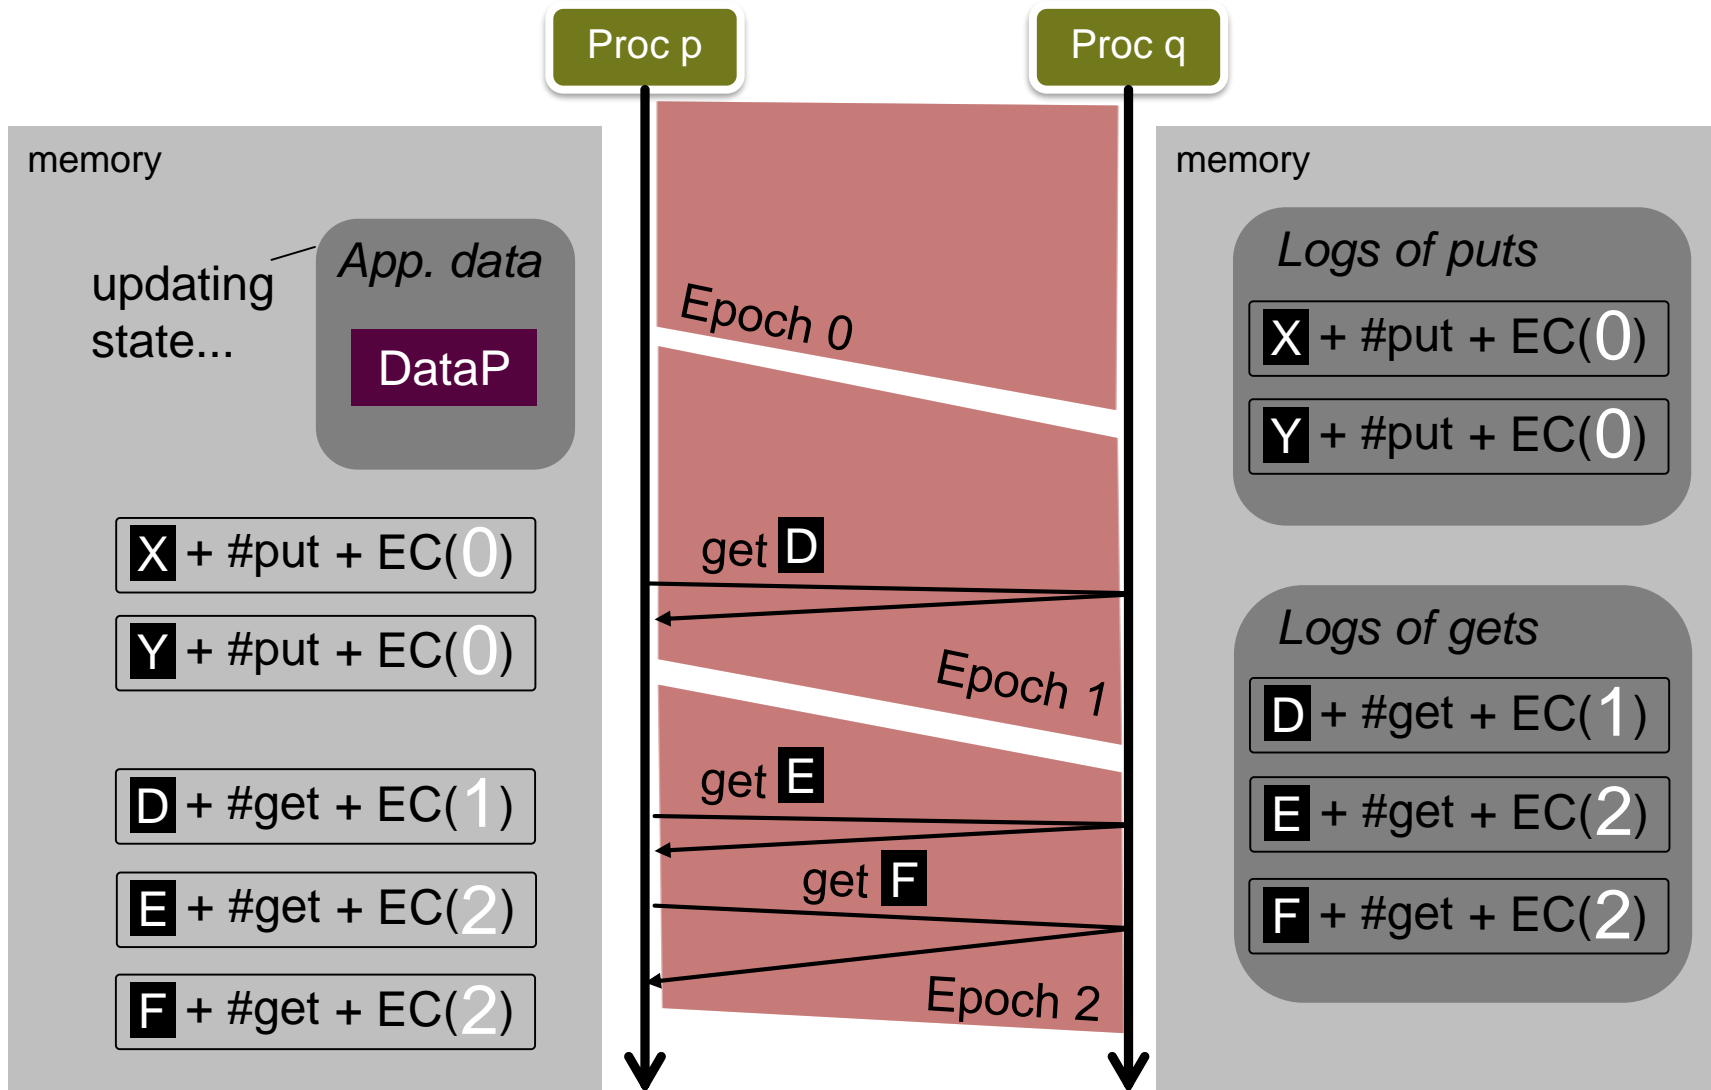 Proc p
Proc q
memory
updating
state...
App. data
DataP
X + #put + EC(0)
Y + #put + EC(0)
D + #get + EC(1)
E + #get + EC(2)
F + #get + EC(2)
Epoch 0
get D
Epoch 1
get E
get F
Epoch 2
memory
Logs of puts
X + #put + EC(0)
Y + #put + EC(0)
Logs of gets
D + #get + EC(1)
E + #get + EC(2)
F + #get + EC(2)